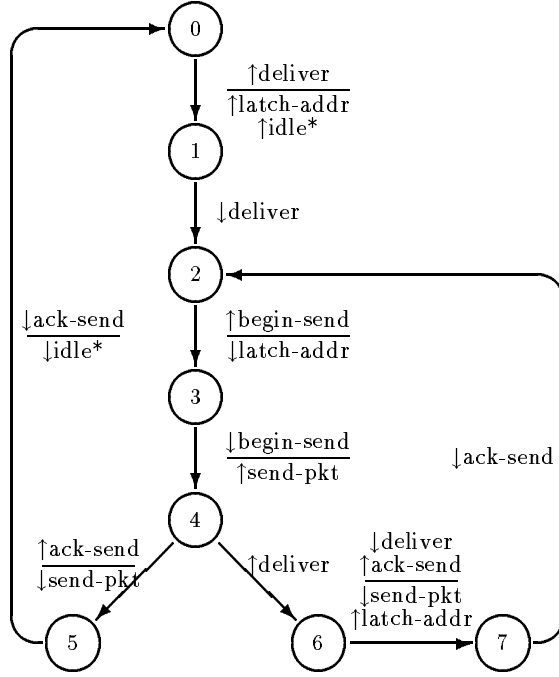 0
↑deliver
↑latch-addr
↑idle*
1
↓deliver
2
↓ack-send
↓idle*
↑begin-send
↓latch-addr
3
↓begin-send
↑send-pkt
↓ack-send
4
↑ack-send
↓send-pkt
↑deliver
↓deliver
↑ack-send
↓send-pkt
↑latch-addr
5
6
7